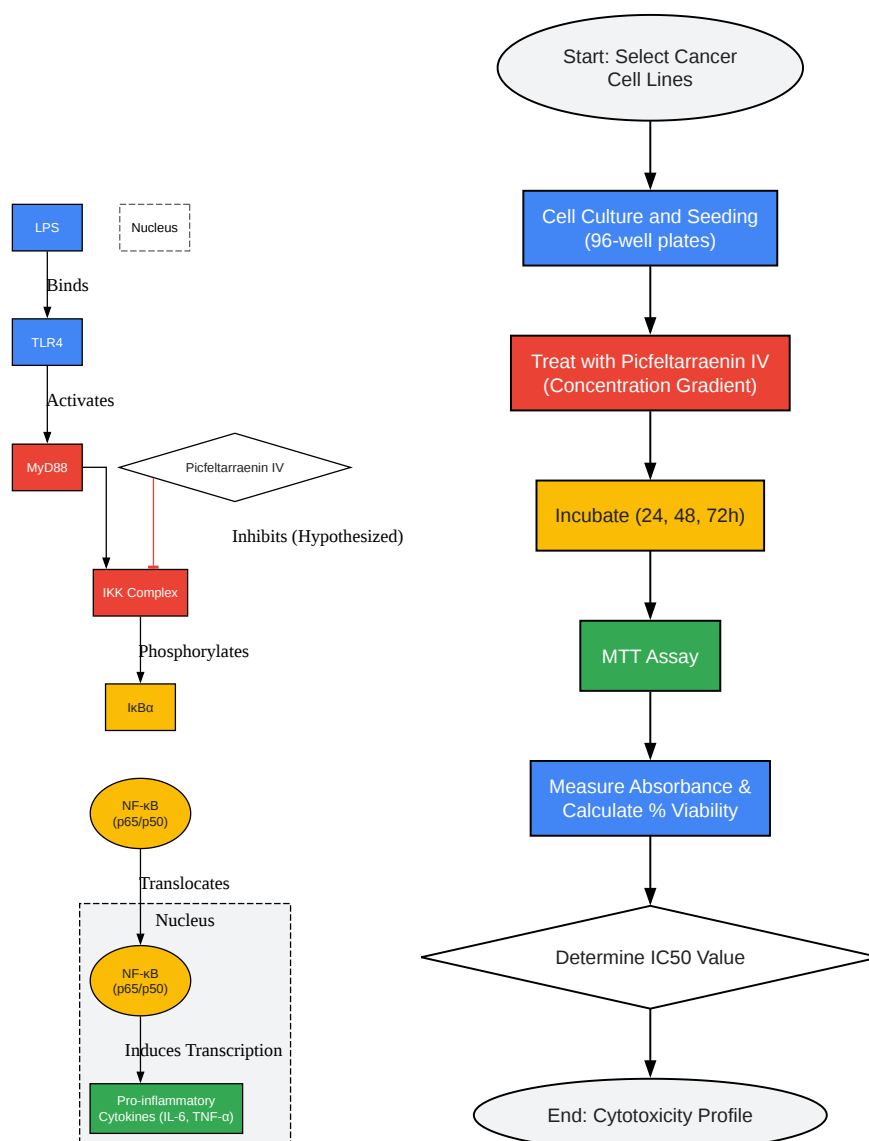 LPS
Nucleus
Binds
TLR4
Activates
MyD88
Picfeltarraenin IV
Inhibits (Hypothesized)
IKK Complex
Phosphorylates
IκBα
NF-κB
(p65/p50)
Translocates
Nucleus
NF-κB
(p65/p50)
Induces Transcription
Pro-inflammatory
Cytokines (IL-6, TNF-α)
Start: Select Cancer
Cell Lines
Cell Culture and Seeding
(96-well plates)
Treat with Picfeltarraenin IV
(Concentration Gradient)
Incubate (24, 48, 72h)
MTT Assay
Measure Absorbance &
Calculate % Viability
Determine IC50 Value
End: Cytotoxicity Profile